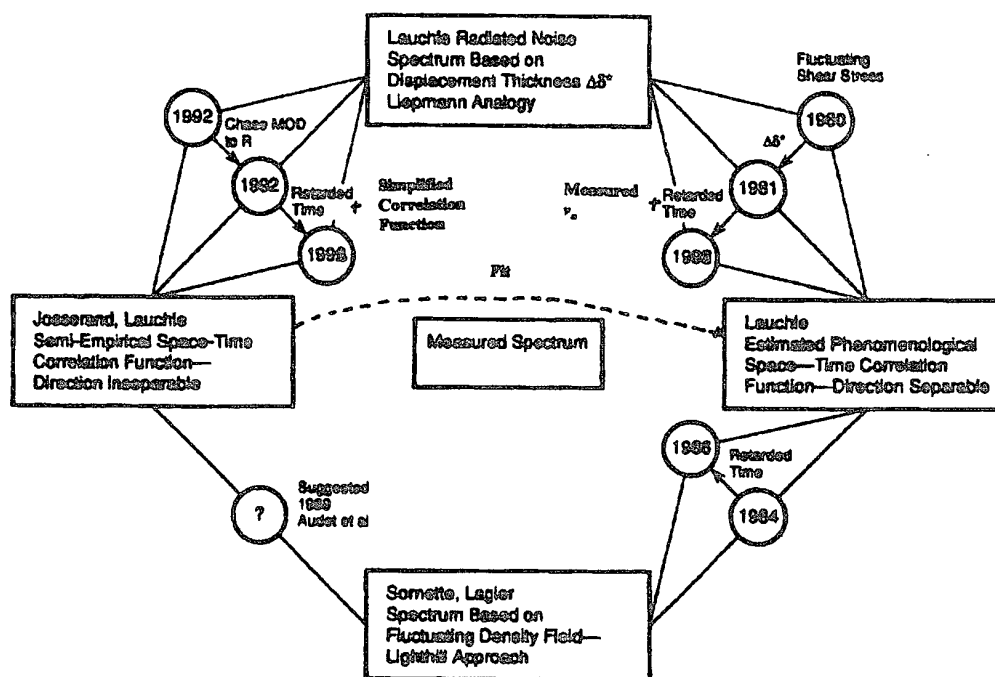 Lauchle Radiated Noise
Spectrum Based on
Displacement Thickness Δδ*
Liepmann Analogy
Fluctuating
Shear Stress
1992
Chase MOD
to R
1992
Retarded
Time
+
Simplified
Correlation
Function
1980
Δδ*
1981
Measured
+
Retarded
Time
Fit
Josserand, Lauchle
Semi-Empirical Space-Time
Correlation Function—
Direction Inseparable
Measured Spectrum
Lauchle
Estimated Phenomenological
Space—Time Correlation
Function—Direction Separable
1986
Retarded
Time
1984
?
Suggested
1989
Audet et al
Sornette, Lagier
Spectrum Based on
Fluctuating Density Field—
Lighthill Approach